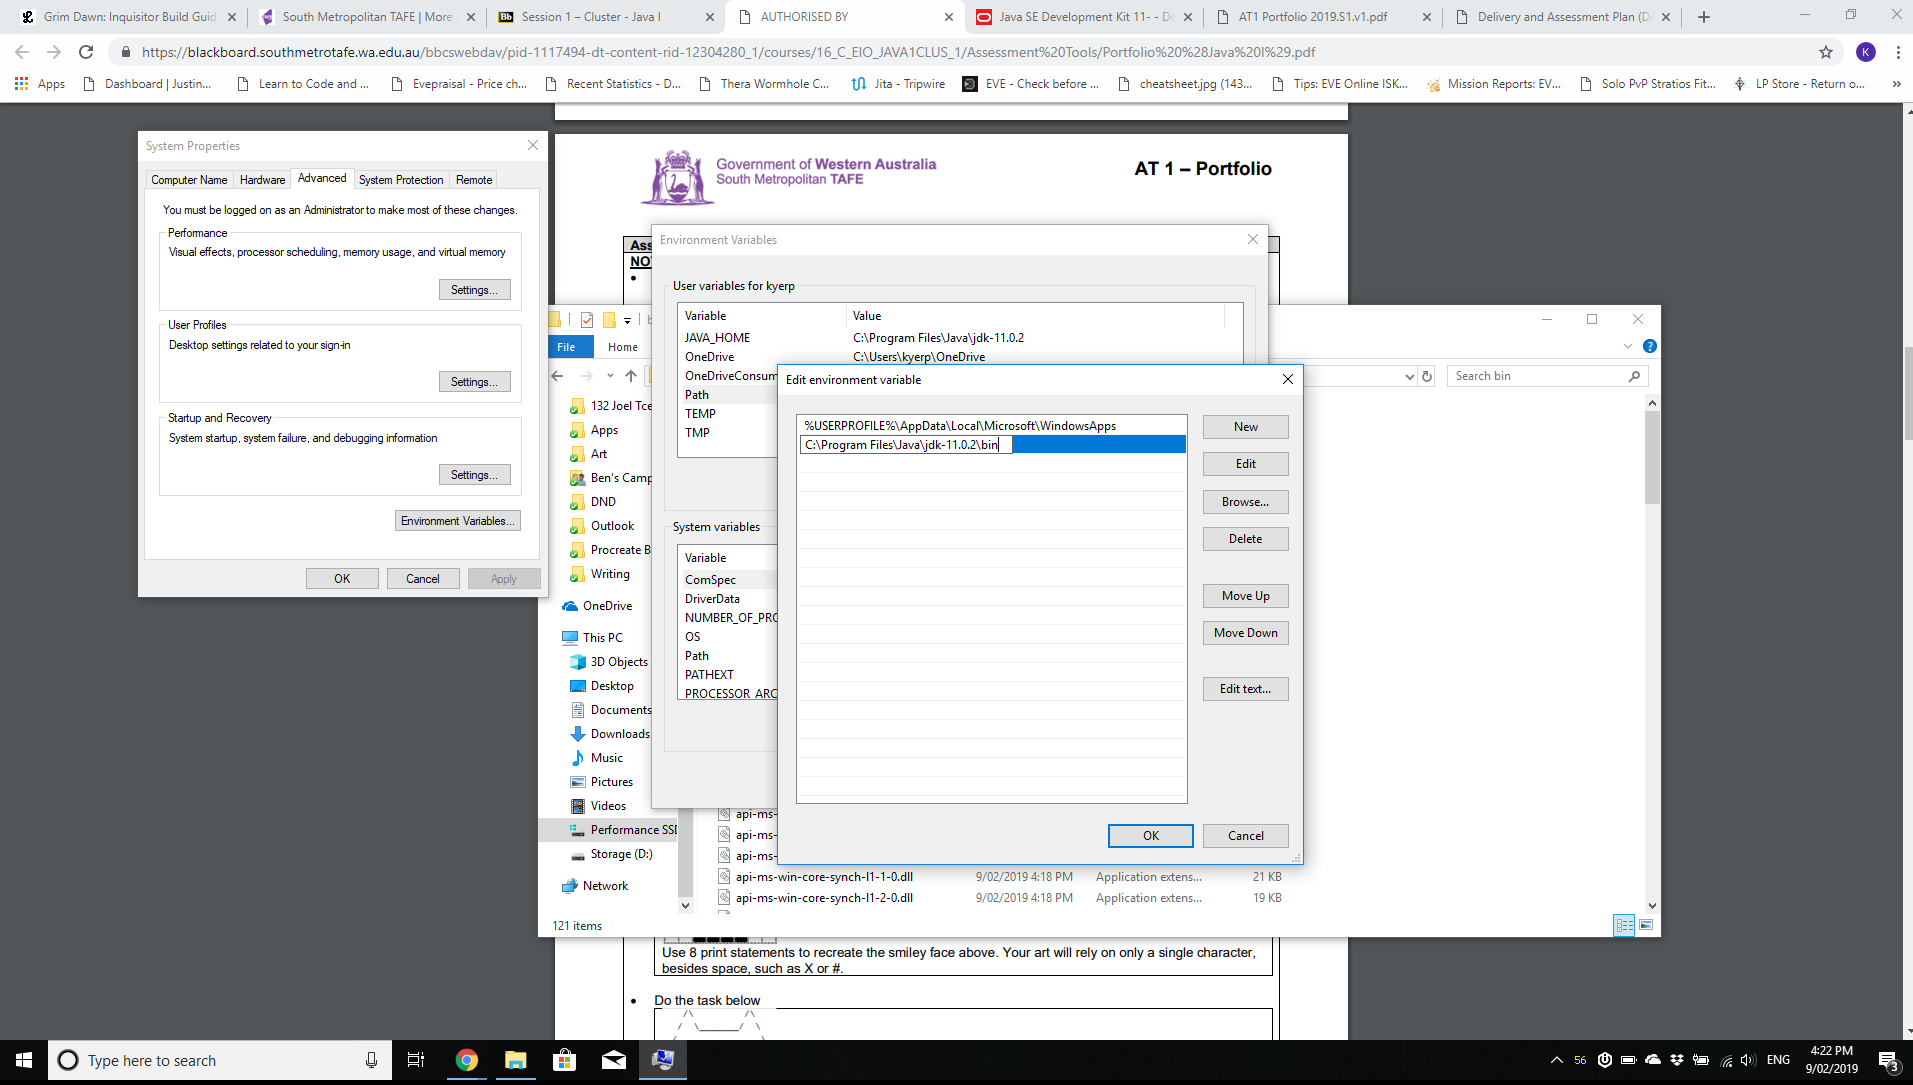 Grim Dawn: Inquisitor Build Guid
South Metropolitan TAFE | More
Session 1 – Cluster - Java I
AUTHORISED BY
Java SE Development Kit 11- - Do
AT1 Portfolio 2019.S1.v1.pdf
Delivery and Assessment Plan (DA
https://blackboard.southmetrotafe.wa.edu.au/bbcswebdav/pid-1117494-dt-content-rid-12304280_1/courses/16_C_EIO_JAVA1CLUS_1/Assessment%20Tools/Portfolio%20%28Java%20I%29.pdf
K
Apps
Dashboard | Justin...
Learn to Code and ...
Evepraisal - Price ch...
Recent Statistics - D...
Thera Wormhole C...
Jita - Tripwire
EVE - Check before ...
cheatsheet.jpg (143...
Tips: EVE Online ISK...
Mission Reports: EV...
Solo PvP Stratios Fit...
LP Store - Return o...
»
Government of Western Australia
South Metropolitan TAFE
AT 1 – Portfolio
System Properties
Computer Name
Hardware
Advanced
System Protection
Remote
You must be logged on as an Administrator to make most of these changes.
Performance
Visual effects, processor scheduling, memory usage, and virtual memory
Settings...
User Profiles
Desktop settings related to your sign-in
Settings...
Startup and Recovery
System startup, system failure, and debugging information
Settings...
Environment Variables...
OK
Cancel
Apply
Ass
NO
Environment Variables
User variables for kyerp
Variable Value
JAVA_HOME C:\Program Files\Java\jdk-11.0.2
OneDrive C:\Users\kyerp\OneDrive
OneDriveConsum
Path
TEMP
TMP
System variables
Variable
ComSpec
DriverData
NUMBER_OF_PRO
OS
Path
PATHEXT
PROCESSOR_ARC
Edit environment variable
%USERPROFILE%\AppData\Local\Microsoft\WindowsApps
C:\Program Files\Java\jdk-11.0.2\bin
New
Edit
Browse...
Delete
Move Up
Move Down
Edit text...
OK
Cancel
File
Home
Search bin
132 Joel Tce
Apps
Art
Ben's Camp
DND
Outlook
Procreate B
Writing
OneDrive
This PC
3D Objects
Desktop
Documents
Downloads
Music
Pictures
Videos
Performance SSD
Storage (D:)
Network
api-ms-
api-ms-
api-ms-
api-ms-win-core-synch-l1-1-0.dll 9/02/2019 4:18 PM Application extens... 21 KB
api-ms-win-core-synch-l1-2-0.dll 9/02/2019 4:18 PM Application extens... 19 KB
121 items
Use 8 print statements to recreate the smiley face above. Your art will rely on only a single character,
besides space, such as X or #.
• Do the task below
Type here to search
56
ENG
4:22 PM
9/02/2019
3